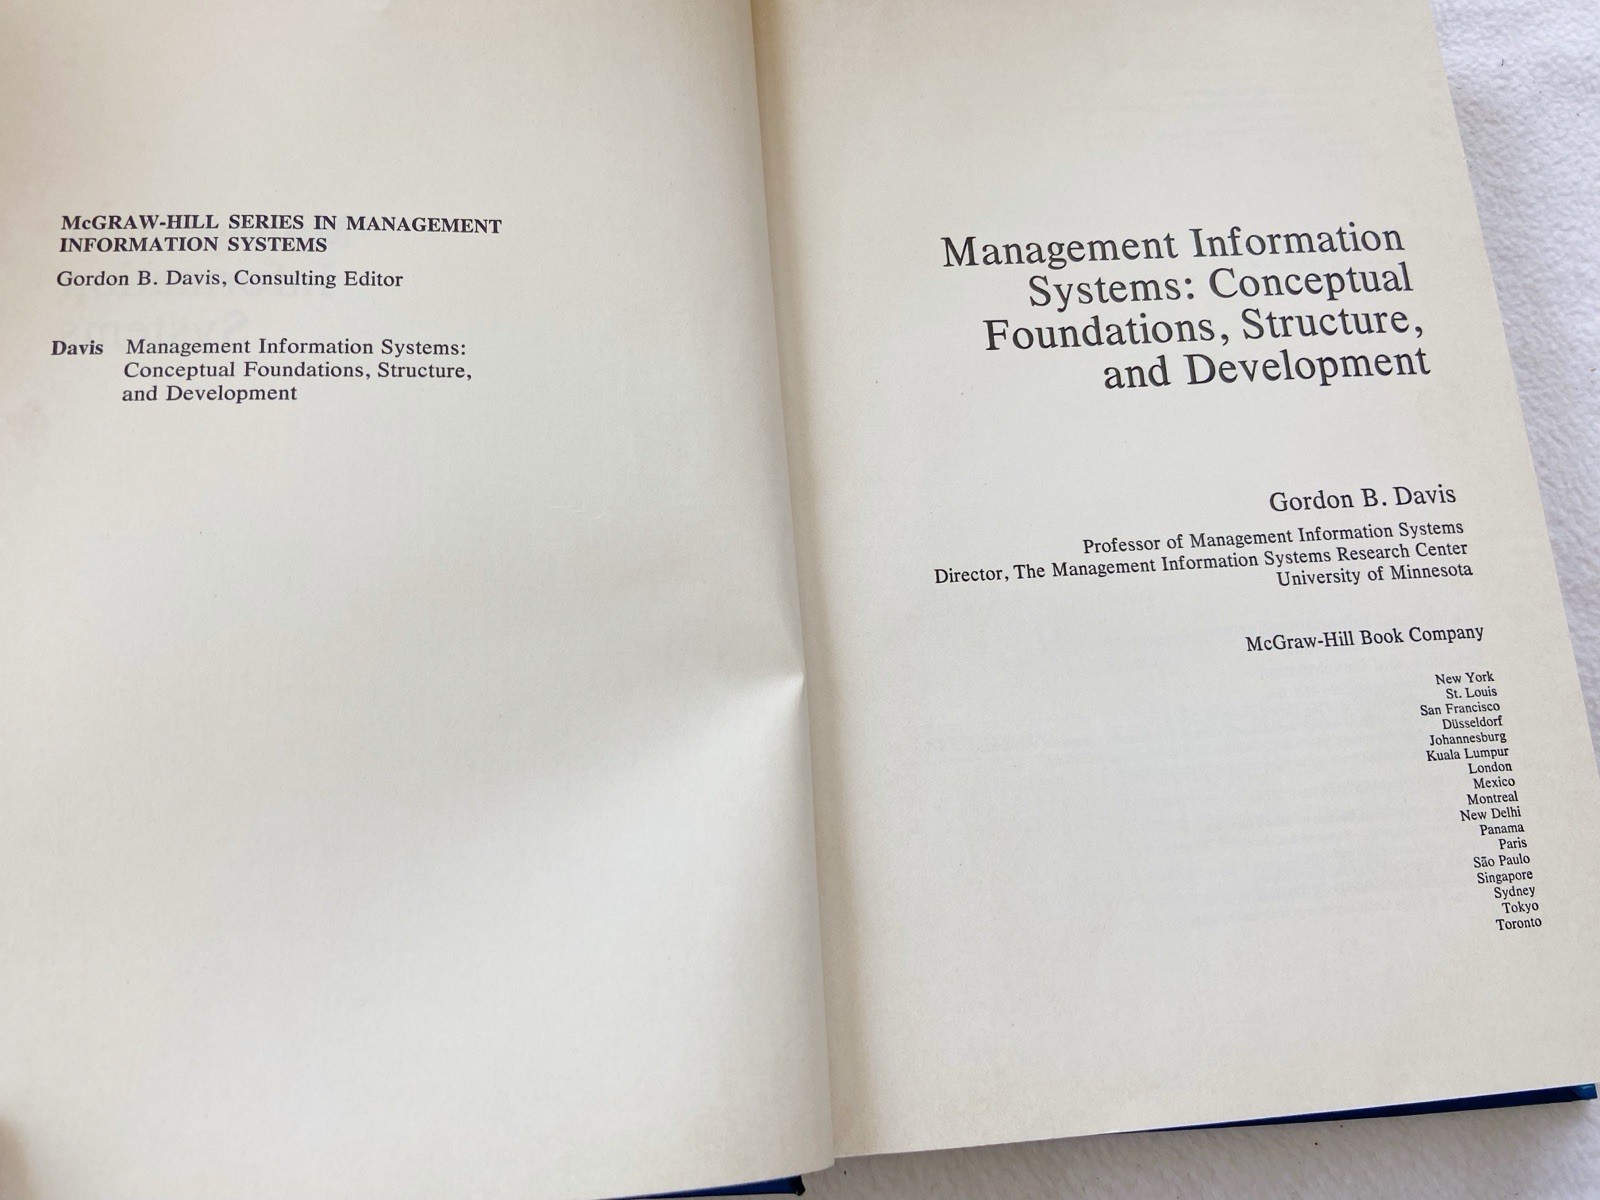 McGRAW-HILL SERIES IN MANAGEMENT
INFORMATION SYSTEMS
Gordon B. Davis, Consulting Editor
Davis Management Information Systems:
Conceptual Foundations, Structure,
and Development
Management Information
Systems: Conceptual
Foundations, Structure,
and Development
Gordon B. Davis
Professor of Management Information Systems
Director, The Management Information Systems Research Center
University of Minnesota
McGraw-Hill Book Company
New York
St. Louis
San Francisco
Düsseldorf
Johannesburg
Kuala Lumpur
London
Mexico
Montreal
New Delhi
Panama
Paris
São Paulo
Singapore
Sydney
Tokyo
Toronto